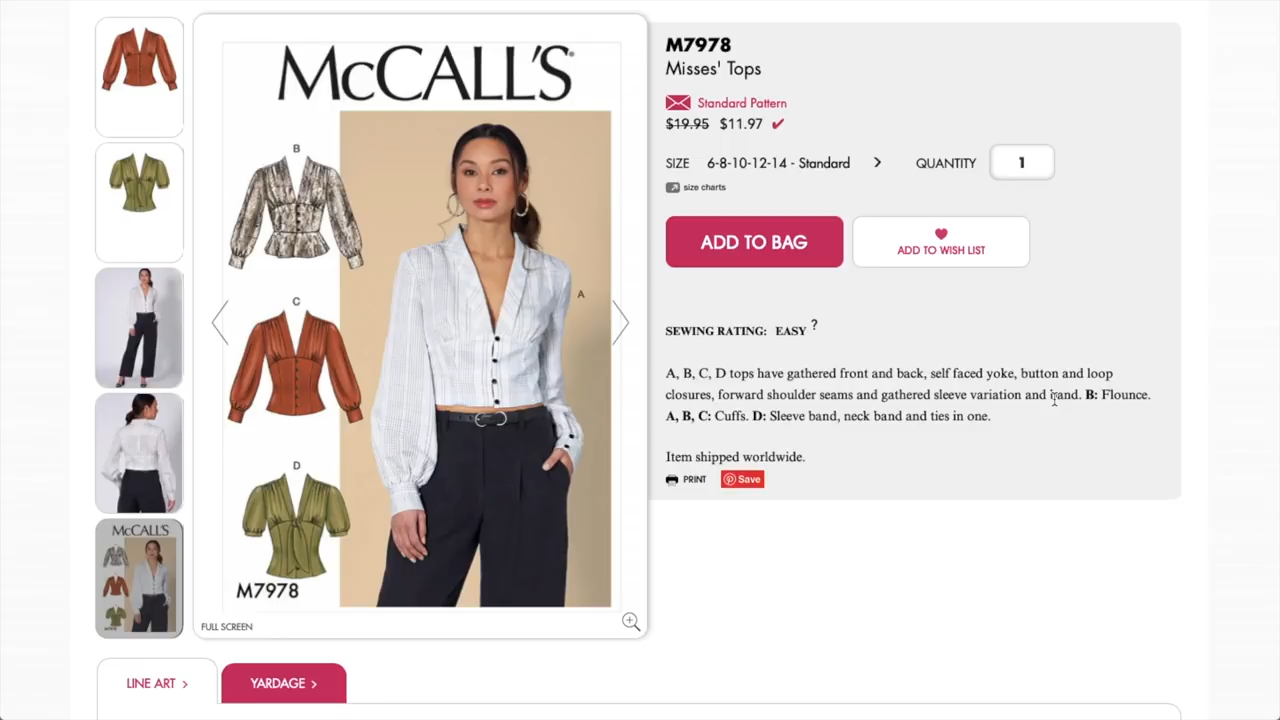 McCALL'S®
B
C
D
A
M7978
FULL SCREEN
McCALL'S
LINE ART >
YARDAGE >
M7978
Misses' Tops
Standard Pattern
$19.95 $11.97
SIZE 6-8-10-12-14 - Standard > QUANTITY 1
size charts
ADD TO BAG
ADD TO WISH LIST
SEWING RATING: EASY ?
A, B, C, D tops have gathered front and back, self faced yoke, button and loop
closures, forward shoulder seams and gathered sleeve variation and band. B: Flounce.
A, B, C: Cuffs. D: Sleeve band, neck band and ties in one.
Item shipped worldwide.
PRINT Save